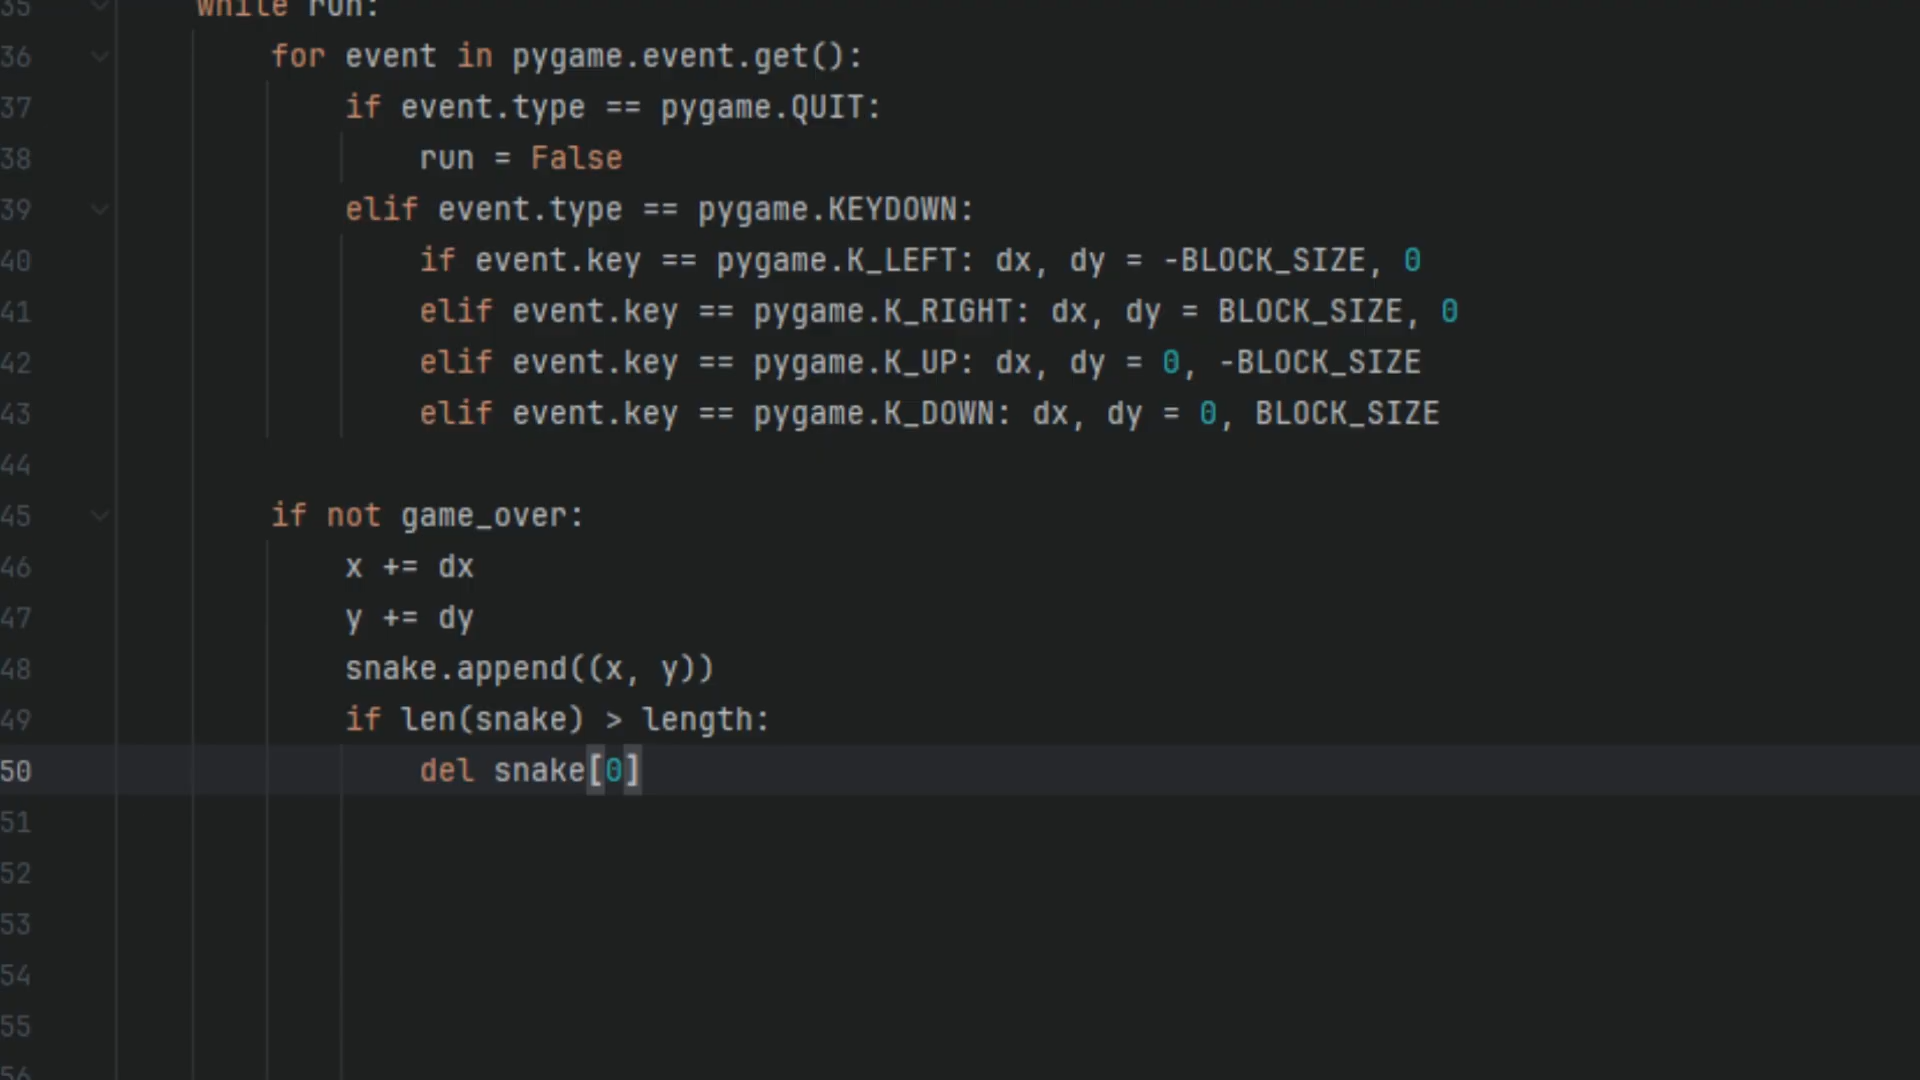 35 while run:
36 for event in pygame.event.get():
37 if event.type == pygame.QUIT:
38 run = False
39 elif event.type == pygame.KEYDOWN:
40 if event.key == pygame.K_LEFT: dx, dy = -BLOCK_SIZE, 0
41 elif event.key == pygame.K_RIGHT: dx, dy = BLOCK_SIZE, 0
42 elif event.key == pygame.K_UP: dx, dy = 0, -BLOCK_SIZE
43 elif event.key == pygame.K_DOWN: dx, dy = 0, BLOCK_SIZE
44
45 if not game_over:
46 x += dx
47 y += dy
48 snake.append((x, y))
49 if len(snake) > length:
50 del snake[0]
51
52
53
54
55
56